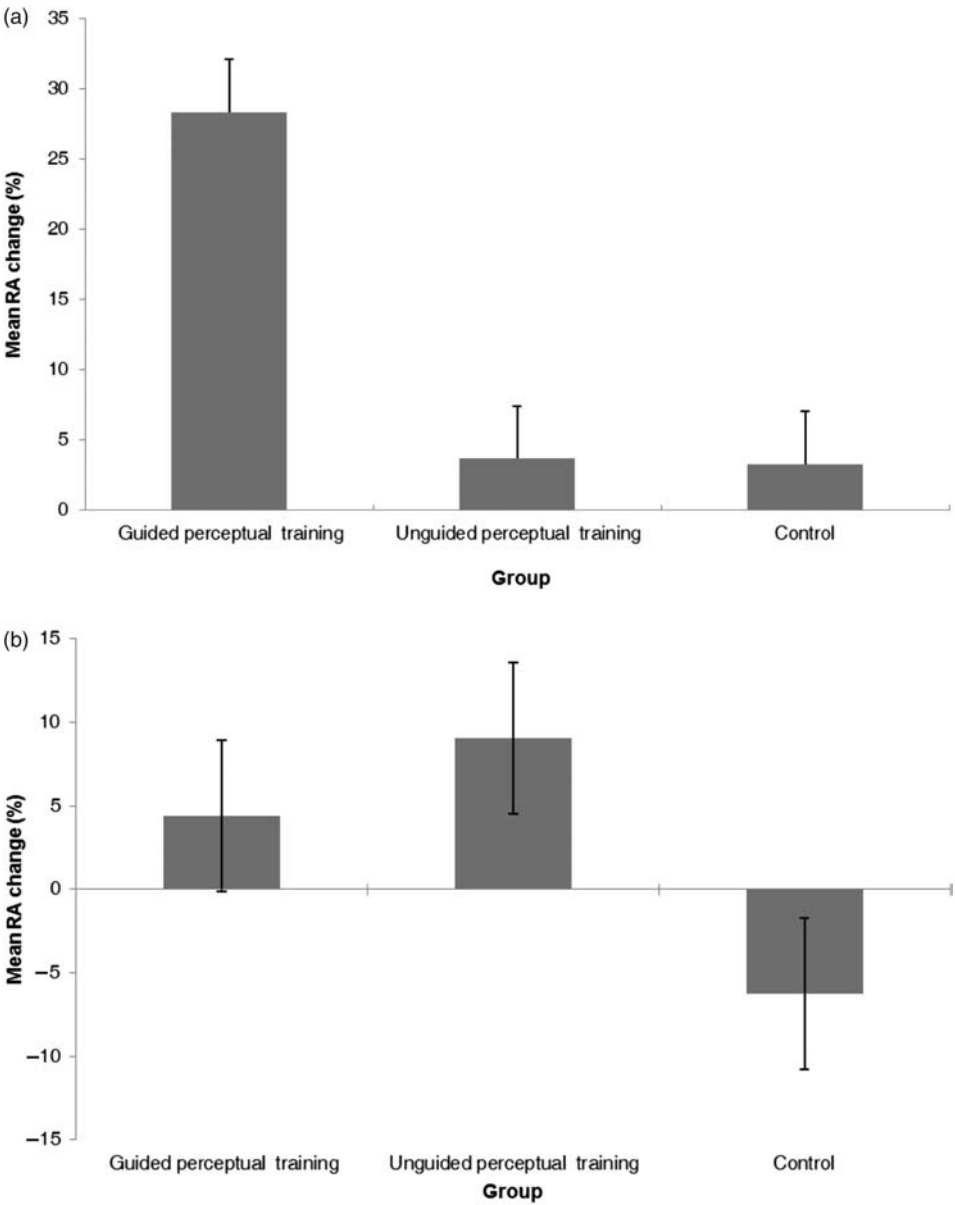 (a)
35
30
25
20
15
10
5
0
Mean RA change (%)
Guided perceptual training Unguided perceptual training Control
Group
(b)
15
10
5
0
–5
–10
–15
Mean RA change (%)
Guided perceptual training Unguided perceptual training Control
Group